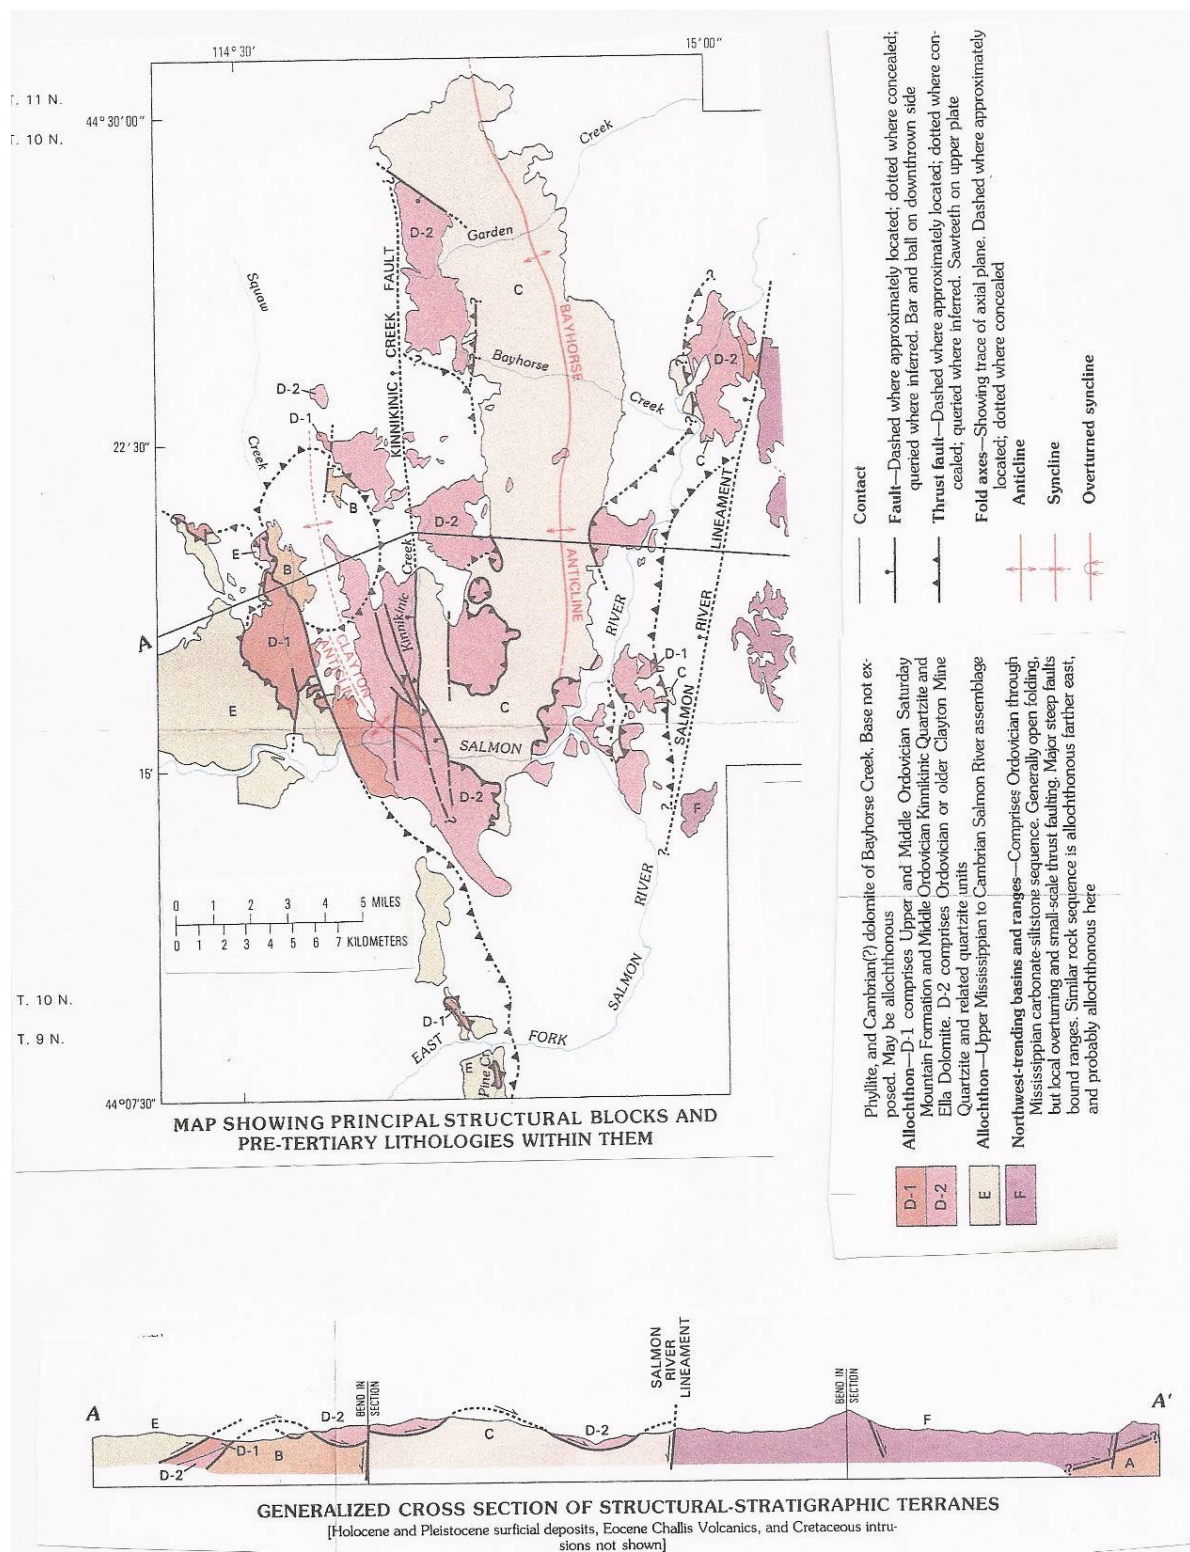 114°30'
15'00"
T. 11 N.
44°30'00"
T. 10 N.
Creek
D-2
Garden
KINNIKINIC CREEK FAULT
Squaw
Creek
C
BAYHORSE
ANTICLINE
?
?
?
Bayhorse
Creek
D-2
?
?
D-2
D-1
22'30"
B
C
D-2
E
B
Creek
LINEAMENT
RIVER
SALMON
A
D-1
Kinnikinic
RIVER
CLAYTON
D-1
C
E
C
SALMON
15'
D-2
?
F
?
?
RIVER
SALMON
0 1 2 3 4 5 MILES
0 1 2 3 4 5 6 7 KILOMETERS
T. 10 N.
D-1
T. 9 N.
EAST
FORK
E
Pine Cr
44°07'30"
MAP SHOWING PRINCIPAL STRUCTURAL BLOCKS AND
PRE-TERTIARY LITHOLOGIES WITHIN THEM
Contact
Fault—Dashed where approximately located; dotted where concealed;
queried where inferred. Bar and ball on downthrown side
Thrust fault—Dashed where approximately located; dotted where con-
cealed; queried where inferred. Sawteeth on upper plate
Fold axes—Showing trace of axial plane. Dashed where approximately
located; dotted where concealed
Anticline
Syncline
Overturned syncline
Phyllite, and Cambrian(?) dolomite of Bayhorse Creek. Base not ex-
posed. May be allochthonous
D-1
D-2
Allochthon—D-1 comprises Upper and Middle Ordovician Saturday
Mountain Formation and Middle Ordovician Kinnikinic Quartzite and
Ella Dolomite. D-2 comprises Ordovician or older Clayton Mine
Quartzite and related quartzite units
E
Allochthon—Upper Mississippian to Cambrian Salmon River assemblage
F
Northwest-trending basins and ranges—Comprises Ordovician through
Mississippian carbonate-siltstone sequence. Generally open folding,
but local overturning and small-scale thrust faulting. Major steep faults
bound ranges. Similar rock sequence is allochthonous farther east,
and probably allochthonous here
A
E
D-2
D-1
B
D-2
BEND IN
SECTION
C
D-2
SALMON
RIVER
LINEAMENT
BEND IN
SECTION
F
?
?
A
A'
GENERALIZED CROSS SECTION OF STRUCTURAL-STRATIGRAPHIC TERRANES
[Holocene and Pleistocene surficial deposits, Eocene Challis Volcanics, and Cretaceous intru-
sions not shown]